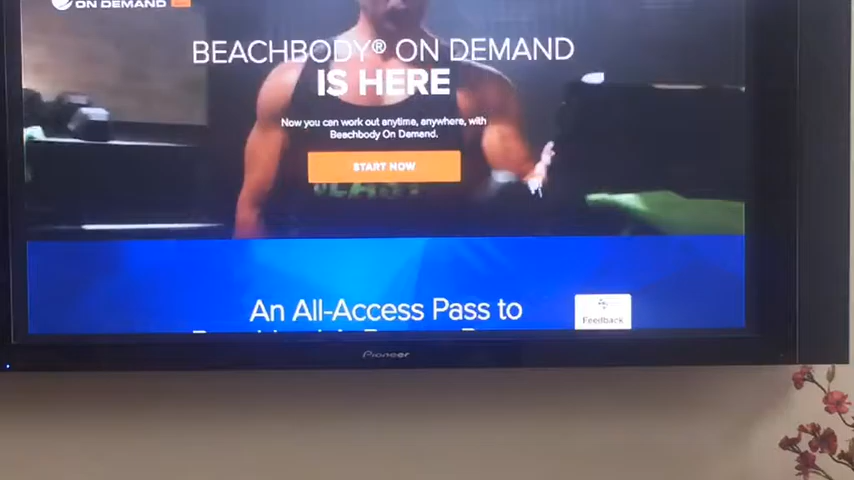 ON DEMAND
BEACHBODY® ON DEMAND
IS HERE
Now you can work out anytime, anywhere, with
Beachbody On Demand.
START NOW
An All-Access Pass to
Feedback
Pioneer